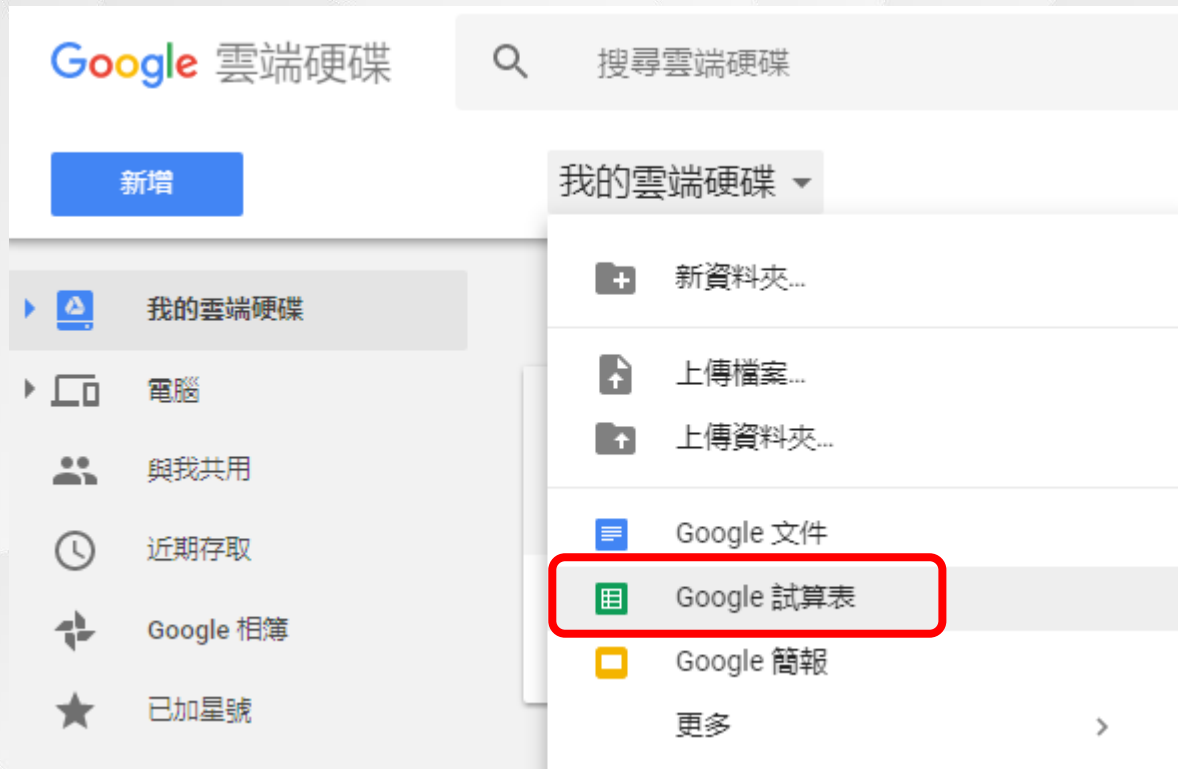 Google 雲端硬碟
搜尋雲端硬碟
新增
我的雲端硬碟
我的雲端硬碟
電腦
與我共用
近期存取
Google 相簿
已加星號
新資料夾...
上傳檔案...
上傳資料夾...
Google 文件
Google 試算表
Google 簡報
更多